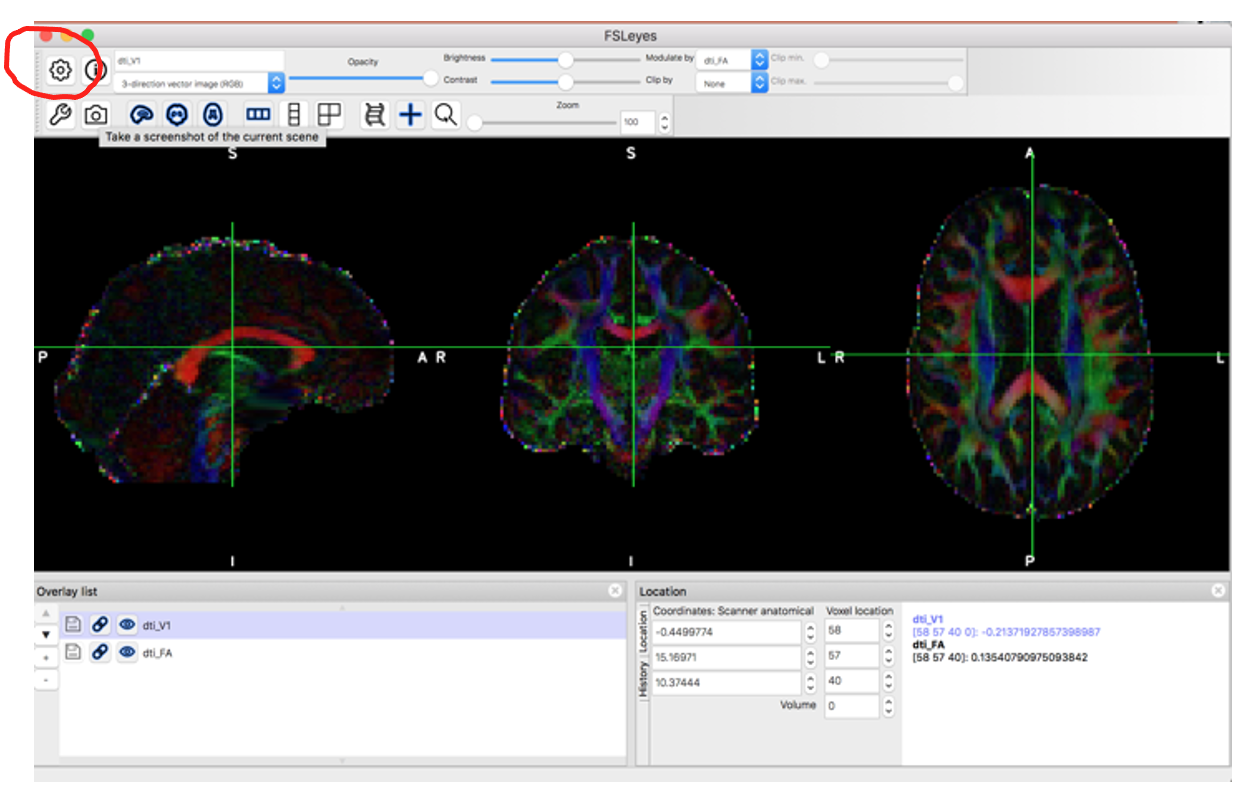 FSLeyes
dti_V1
Opacity
Brightness
Modulate by
dti_FA
Clip min.
3-direction vector image (RGB)
Contrast
Clip by
None
Clip max.
Zoom
100
Take a screenshot of the current scene
S
S
A
P
A
R
L
R
L
I
I
P
Overlay list
Location
dti_V1
dti_FA
Location
History
Coordinates: Scanner anatomical
Voxel location
-0.4499774
58
15.16971
57
10.37444
40
Volume
0
dti_V1
[58 57 40 0]: -0.21371927857398987
dti_FA
[58 57 40]: 0.13540790975093842